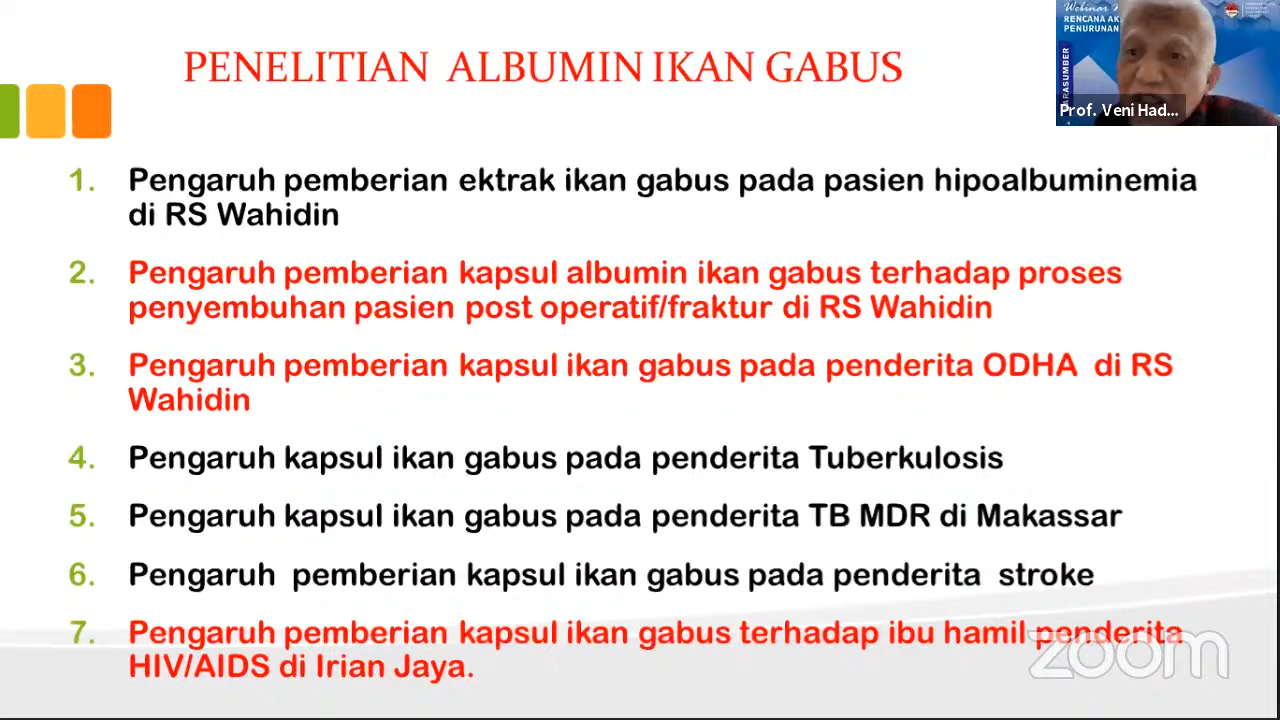 PENELITIAN ALBUMIN IKAN GABUS
Webinar
RENCANA AK
PENURUNAN
ARASUMBER
Prof. Veni Had...
1. Pengaruh pemberian ektrak ikan gabus pada pasien hipoalbuminemia
di RS Wahidin
2. Pengaruh pemberian kapsul albumin ikan gabus terhadap proses
penyembuhan pasien post operatif/fraktur di RS Wahidin
3. Pengaruh pemberian kapsul ikan gabus pada penderita ODHA di RS
Wahidin
4. Pengaruh kapsul ikan gabus pada penderita Tuberkulosis
5. Pengaruh kapsul ikan gabus pada penderita TB MDR di Makassar
6. Pengaruh pemberian kapsul ikan gabus pada penderita stroke
7. Pengaruh pemberian kapsul ikan gabus terhadap ibu hamil penderita
HIV/AIDS di Irian Jaya.
zoom